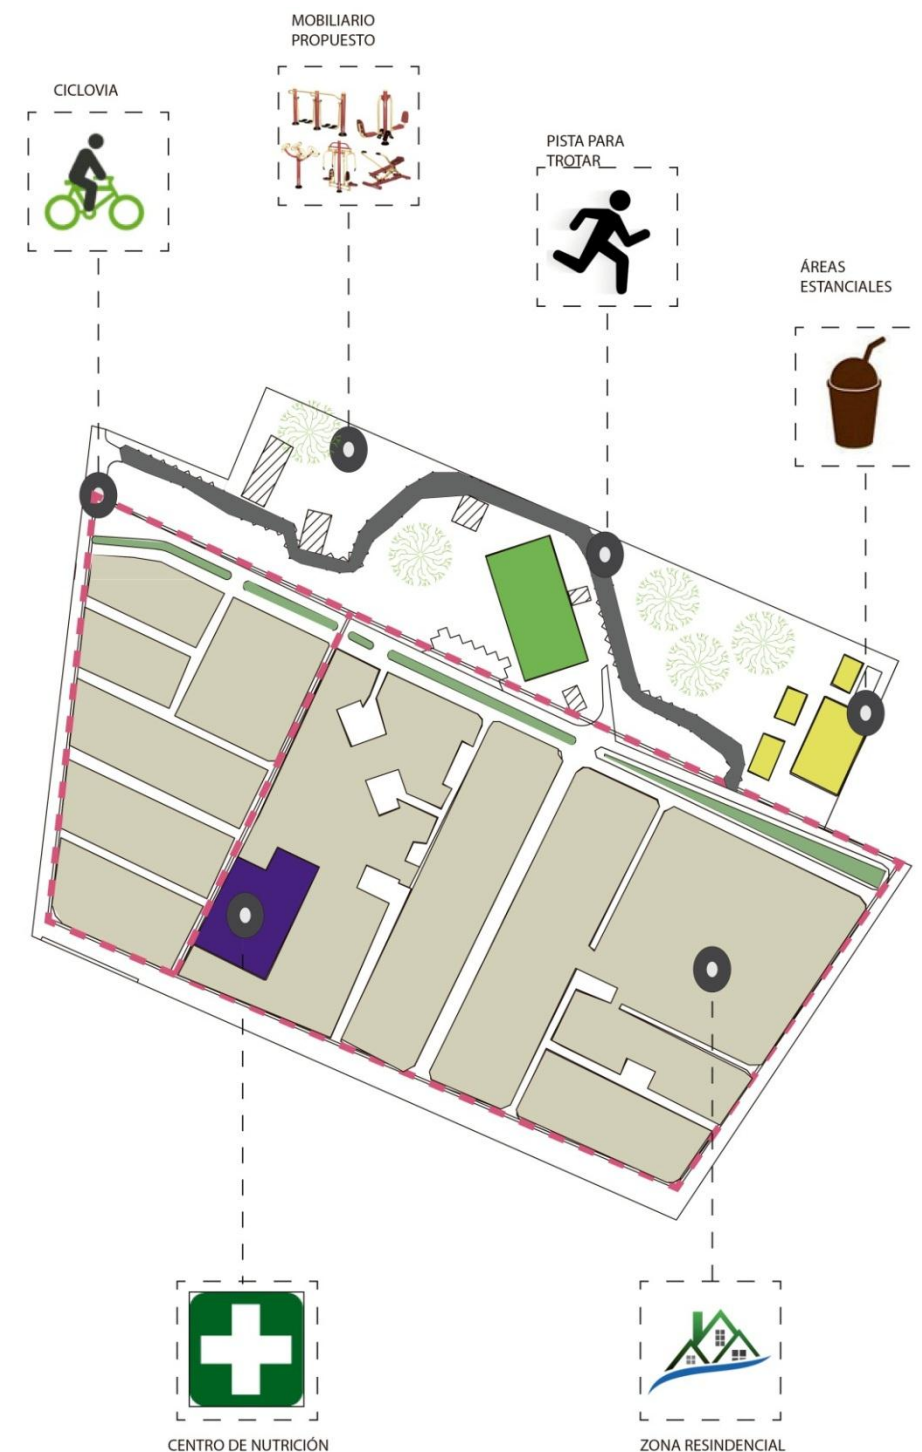 MOBILIARIO
PROPUESTO
CICLOVIA
PISTA PARA
TROTAR
ÁREAS
ESTANCIALES
CENTRO DE NUTRICIÓN
ZONA RESINDENCIAL